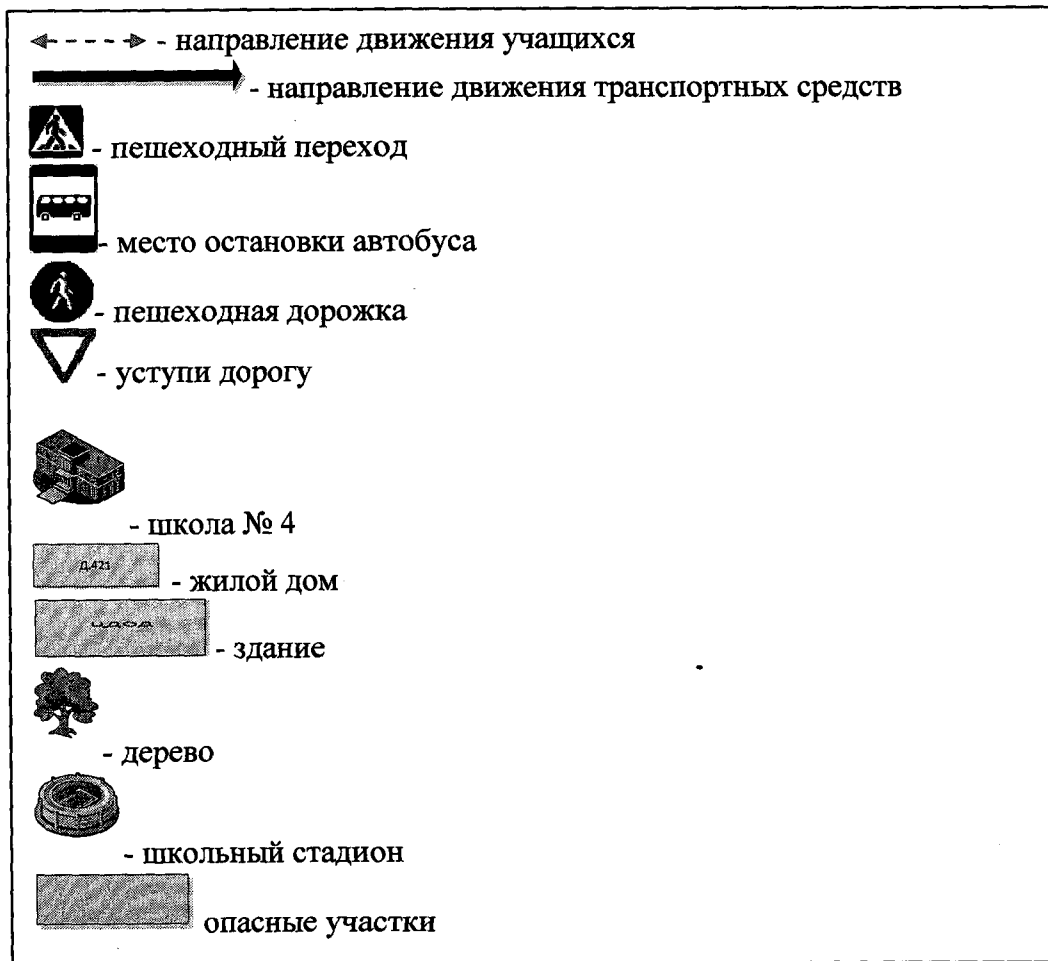 - направление движения учащихся
- направление движения транспортных средств
- пешеходный переход
- место остановки автобуса
- пешеходная дорожка
- уступи дорогу
- школа № 4
Д.421
- жилой дом
- здание
- дерево
- школьный стадион
опасные участки